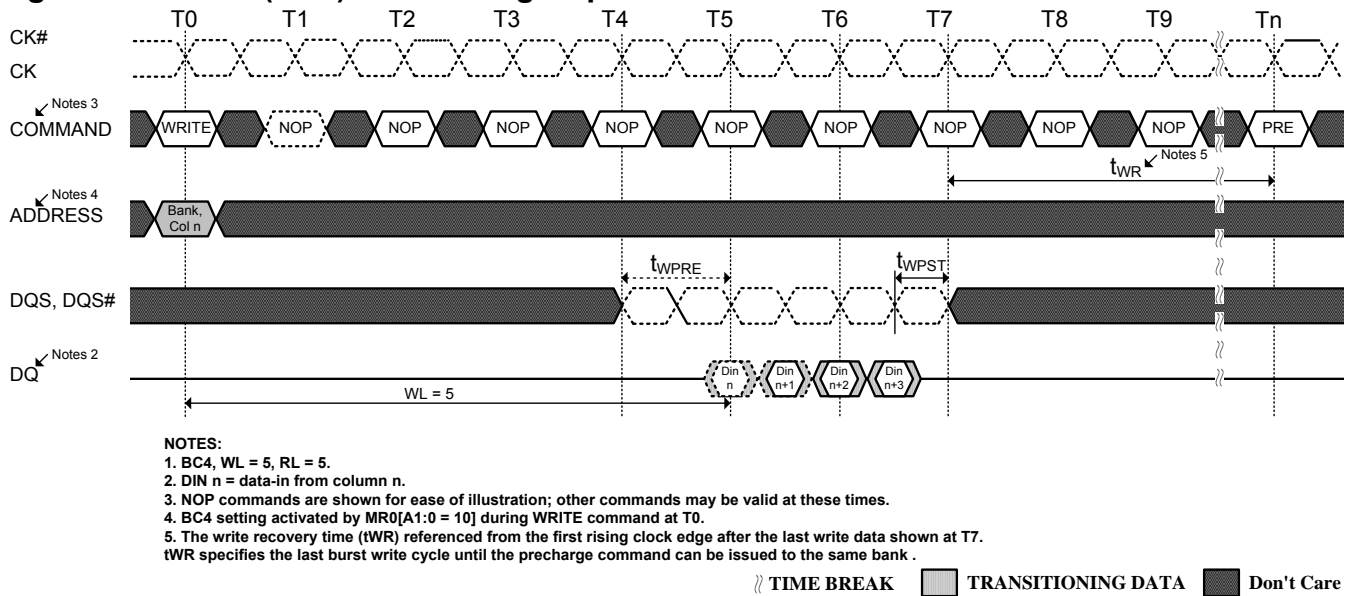 T0 T1 T2 T3 T4 T5 T6 T7 T8 T9 Tn
CK#
CK
Notes 3
COMMAND
WRITE NOP NOP NOP NOP NOP NOP NOP NOP NOP PRE
tWR
Notes 5
Notes 4
ADDRESS
Bank,
Col n
tWPRE
tWPST
DQS, DQS#
Notes 2
DQ
Din
n
Din
n+1
Din
n+2
Din
n+3
WL = 5
NOTES:
1. BC4, WL = 5, RL = 5.
2. DIN n = data-in from column n.
3. NOP commands are shown for ease of illustration; other commands may be valid at these times.
4. BC4 setting activated by MR0[A1:0 = 10] during WRITE command at T0.
5. The write recovery time (tWR) referenced from the first rising clock edge after the last write data shown at T7.
tWR specifies the last burst write cycle until the precharge command can be issued to the same bank .
TIME BREAK TRANSITIONING DATA Don't Care